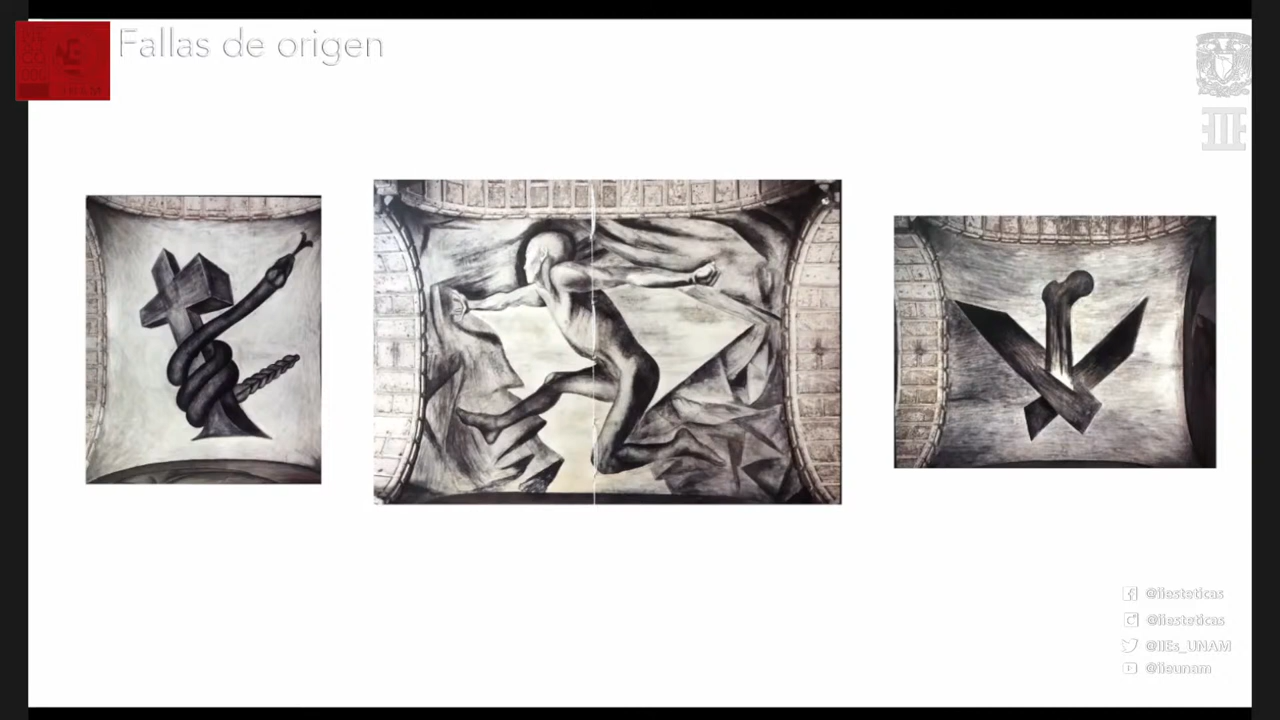 Fallas de origen
@iiesteticas
@iiesteticas
@IIEs_UNAM
@iieunam